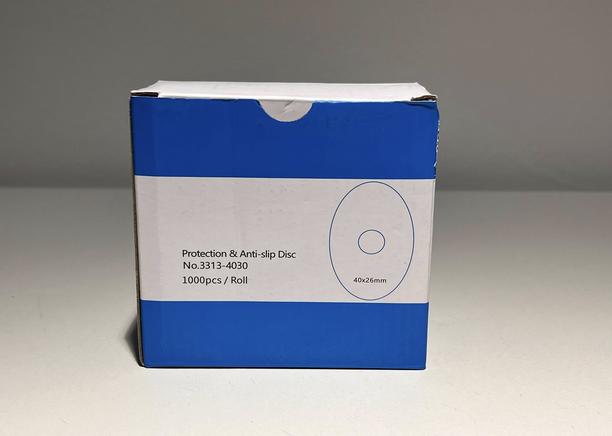 Protection & Anti-slip Disc
No.3313-4030
1000pcs / Roll
40x26mm